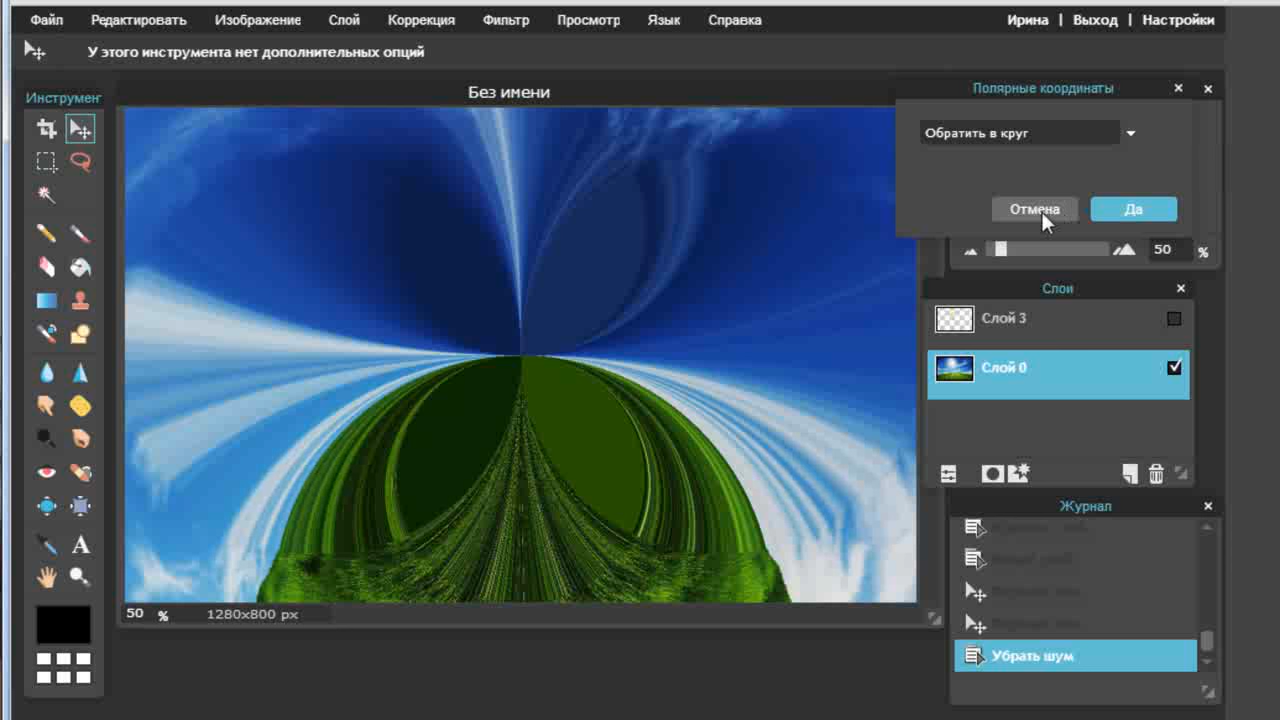 Файл Редактировать Изображение Слой Коррекция Фильтр Просмотр Язык Справка Ирина | Выход | Настройки
У этого инструмента нет дополнительных опций
Инструмент
Без имени
Полярные координаты
Обратить в круг
Отмена Да
50 %
Слои
Слой 3
Слой 0
Журнал
Убрать шум
50 % 1280x800 px